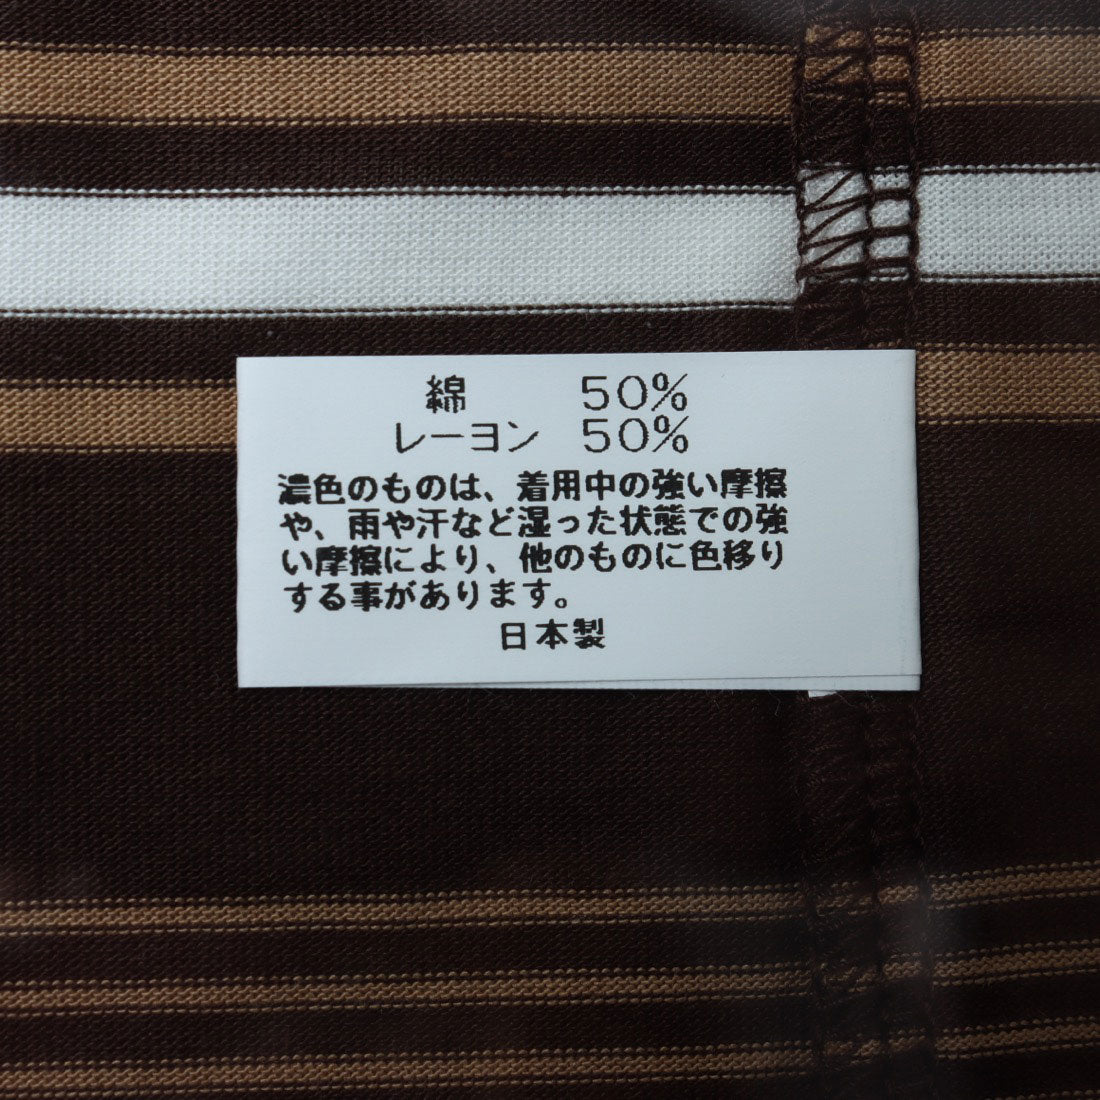 綿 50%
レーヨン 50%
濃色のものは、着用中の強い摩擦
や、雨や汗など湿った状態での強
い摩擦により、他のものに色移り
する事があります。
日本製